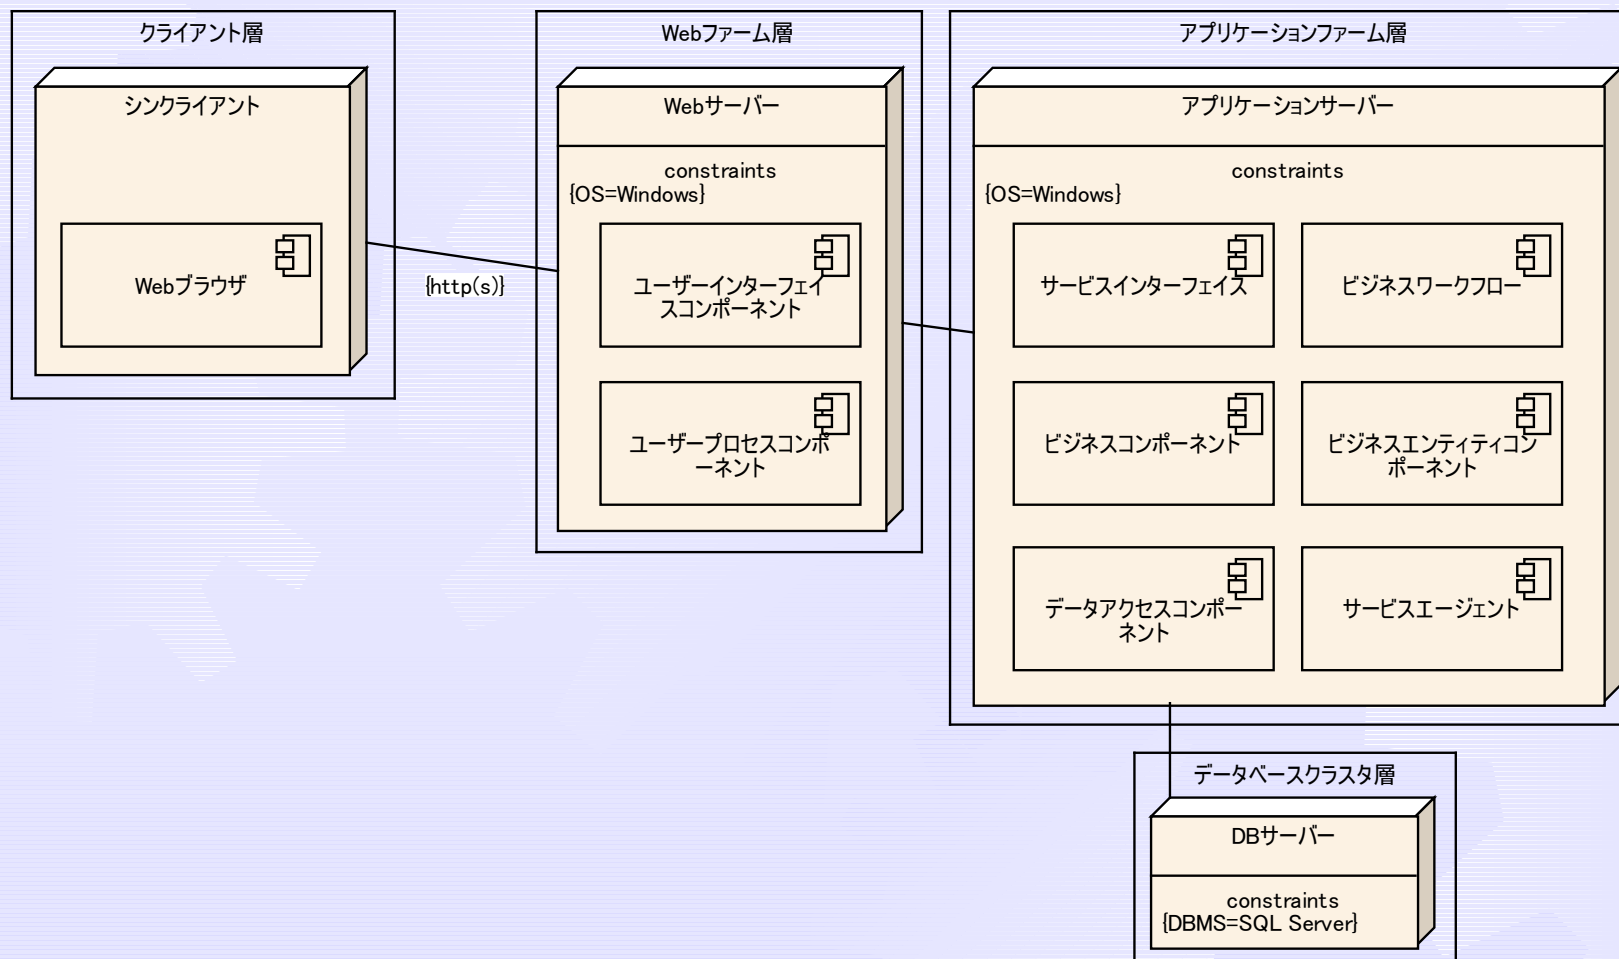 クライアント層
シンクライアント
Webブラウザ
{http(s)}
Webファーム層
Webサーバー
constraints
{OS=Windows}
ユーザーインターフェイ
スコンポーネント
ユーザープロセスコンポ
ーネント
アプリケーションファーム層
アプリケーションサーバー
constraints
{OS=Windows}
サービスインターフェイス
ビジネスワークフロー
ビジネスコンポーネント
ビジネスエンティティコン
ポーネント
データアクセスコンポー
ネント
サービスエージェント
データベースクラスタ層
DBサーバー
constraints
{DBMS=SQL Server}